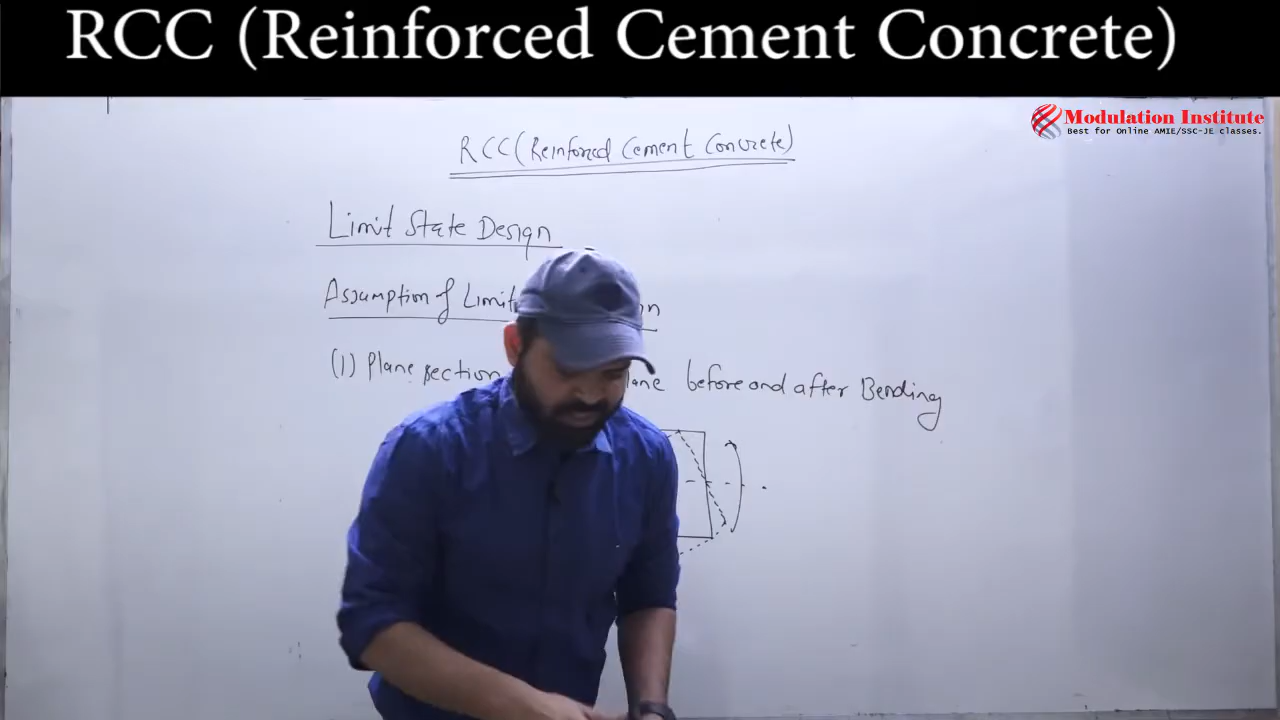 RCC (Reinforced Cement Concrete)
Modulation Institute
Best for Online AMIE/SSC-JE classes.
RCC (Reinforced Cement Concrete)
Limit State Design
Assumption of Limit
(1) Plane section before and after Bending